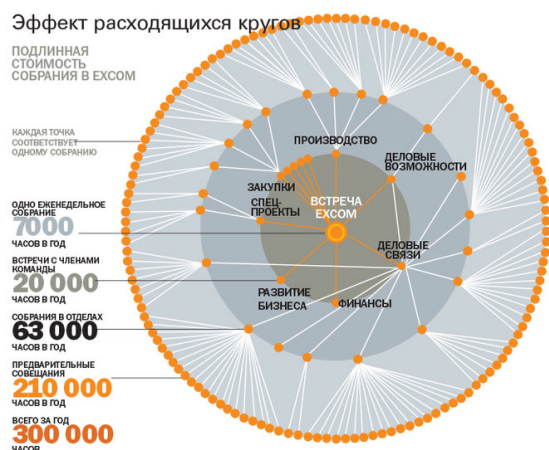 Эффект расходящихся кругов
ПОДЛИННАЯ
СТОИМОСТЬ
СОБРАНИЯ В EXCOM
КАЖДАЯ ТОЧКА
СООТВЕТСТВУЕТ
ОДНОМУ СОБРАНИЮ
ОДНО ЕЖЕНЕДЕЛЬНОЕ
СОБРАНИЕ
7000
ЧАСОВ В ГОД
ВСТРЕЧИ С ЧЛЕНАМИ
КОМАНДЫ
20 000
ЧАСОВ В ГОД
СОБРАНИЯ В ОТДЕЛАХ
63 000
ЧАСОВ В ГОД
ПРЕДВАРИТЕЛЬНЫЕ
СОВЕЩАНИЯ
210 000
ЧАСОВ В ГОД
ВСЕГО ЗА ГОД
300 000
ЧАСОВ
ПРОИЗВОДСТВО
ДЕЛОВЫЕ
ВОЗМОЖНОСТИ
ЗАКУПКИ
СПЕЦ-
ПРОЕКТЫ
ВСТРЕЧА
EXCOM
ДЕЛОВЫЕ
СВЯЗИ
РАЗВИТИЕ
БИЗНЕСА
ФИНАНСЫ